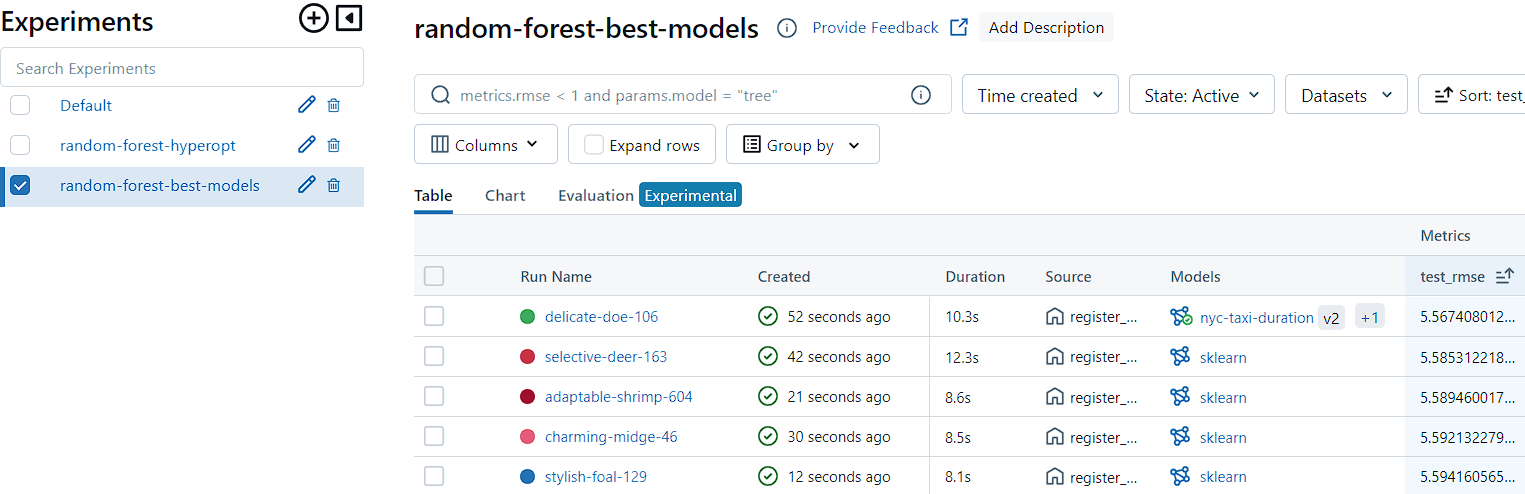 Experiments
Search Experiments
Default
random-forest-hyperopt
random-forest-best-models
random-forest-best-models Provide Feedback Add Description
metrics.rmse < 1 and params.model = "tree" Time created State: Active Datasets Sort: test_
Columns Expand rows Group by
Table Chart Evaluation Experimental
Metrics
Run Name Created Duration Source Models test_rmse
delicate-doe-106 52 seconds ago 10.3s register_... nyc-taxi-duration v2 +1 5.567408012...
selective-deer-163 42 seconds ago 12.3s register_... sklearn 5.585312218...
adaptable-shrimp-604 21 seconds ago 8.6s register_... sklearn 5.589460017...
charming-midge-46 30 seconds ago 8.5s register_... sklearn 5.592132279...
stylish-foal-129 12 seconds ago 8.1s register_... sklearn 5.594160565...